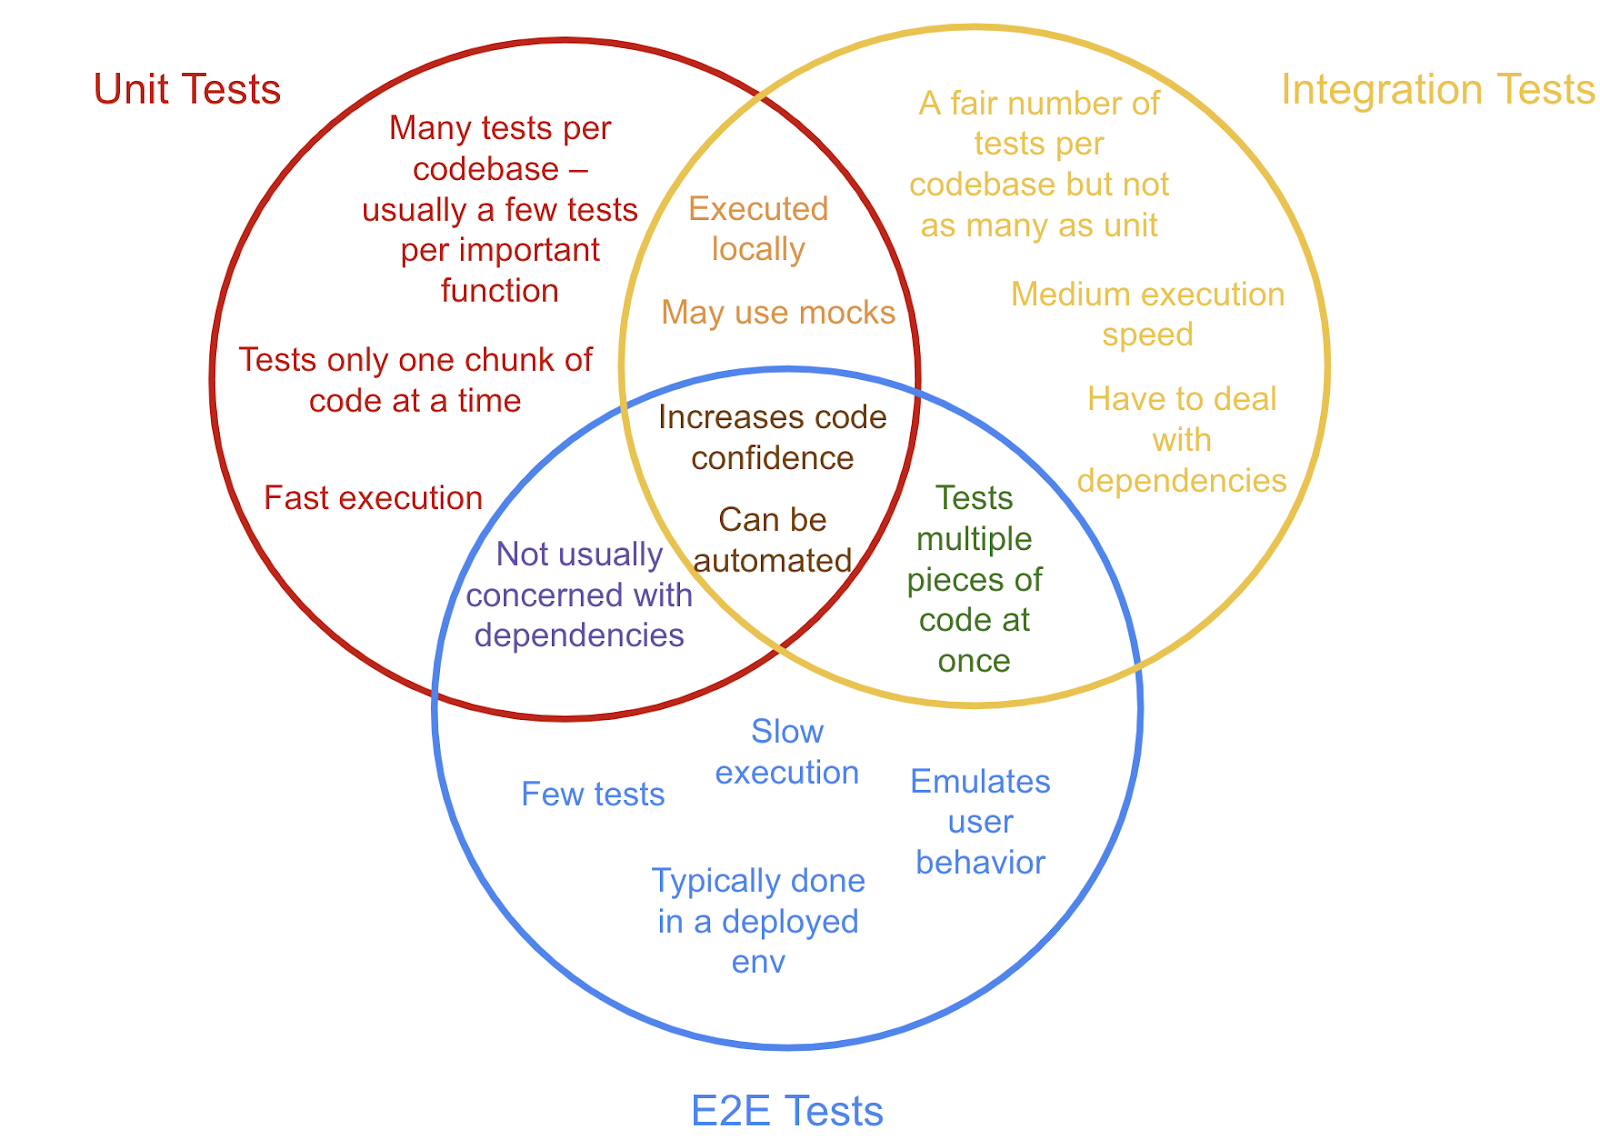 Unit Tests
Integration Tests
Many tests per
codebase –
usually a few tests
per important
function
Tests only one chunk of
code at a time
Fast execution
Executed
locally
May use mocks
A fair number of
tests per
codebase but not
as many as unit
Medium execution
speed
Have to deal
with
dependencies
Increases code
confidence
Can be
automated
Not usually
concerned with
dependencies
Tests
multiple
pieces of
code at
once
Slow
execution
Few tests
Emulates
user
behavior
Typically done
in a deployed
env
E2E Tests